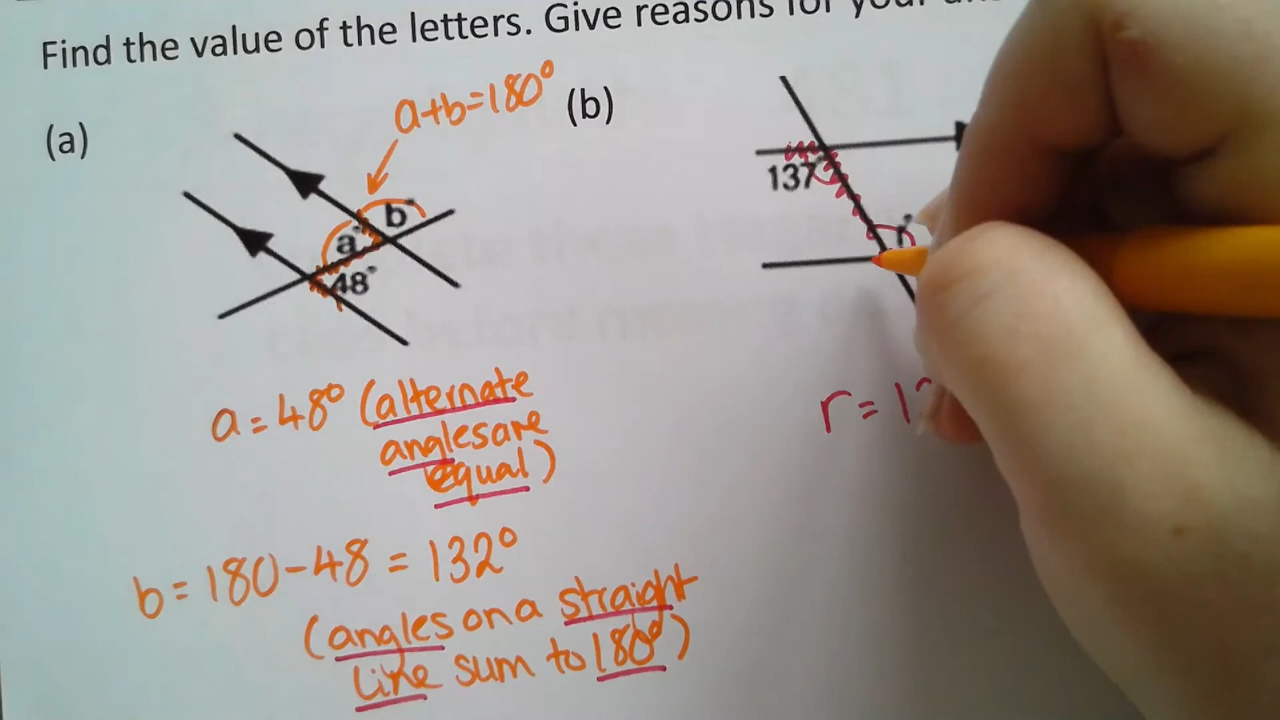 Find the value of the letters. Give reasons for your
(a)
a+b=180°
(b)
b°
a°
48°
137°
r°
a = 48° (alternate
angles are
equal)
r = 1
b = 180 - 48 = 132°
(angles on a straight
line sum to 180°)